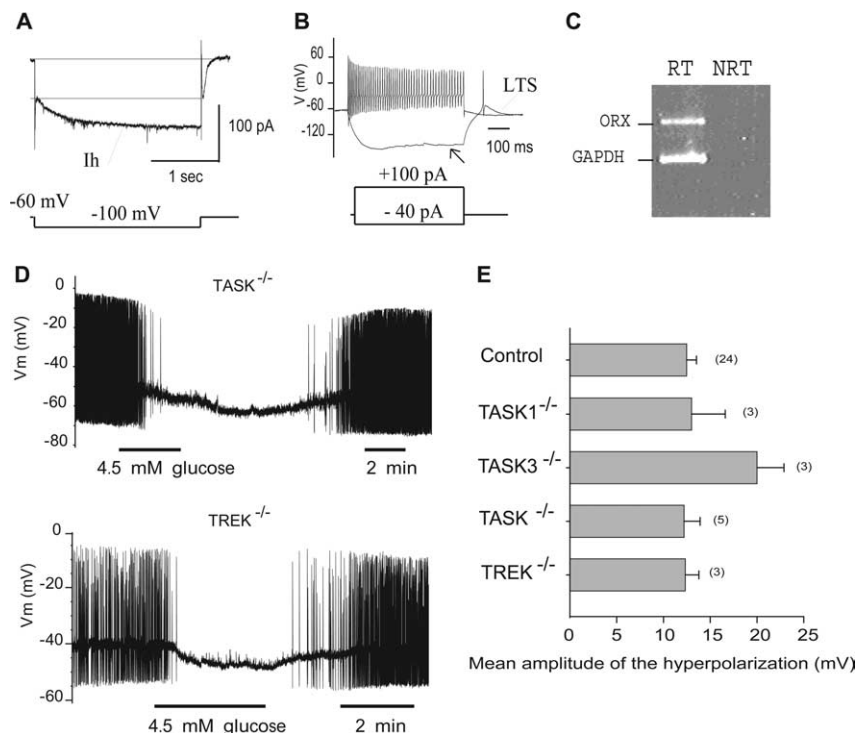 A
100 pA
Ih
1 sec
-60 mV
-100 mV
B
V (mV)
60
0
-60
-120
LTS
100 ms
+100 pA
- 40 pA
C
RT NRT
ORX
GAPDH
D
TASK-/-
Vm (mV)
0
-20
-40
-60
-80
4.5 mM glucose
2 min
TREK-/-
Vm (mV)
0
-20
-40
-60
4.5 mM glucose
2 min
E
Control
(24)
TASK1-/-
(3)
TASK3-/-
(3)
TASK-/-
(5)
TREK-/-
(3)
0 5 10 15 20 25
Mean amplitude of the hyperpolarization (mV)